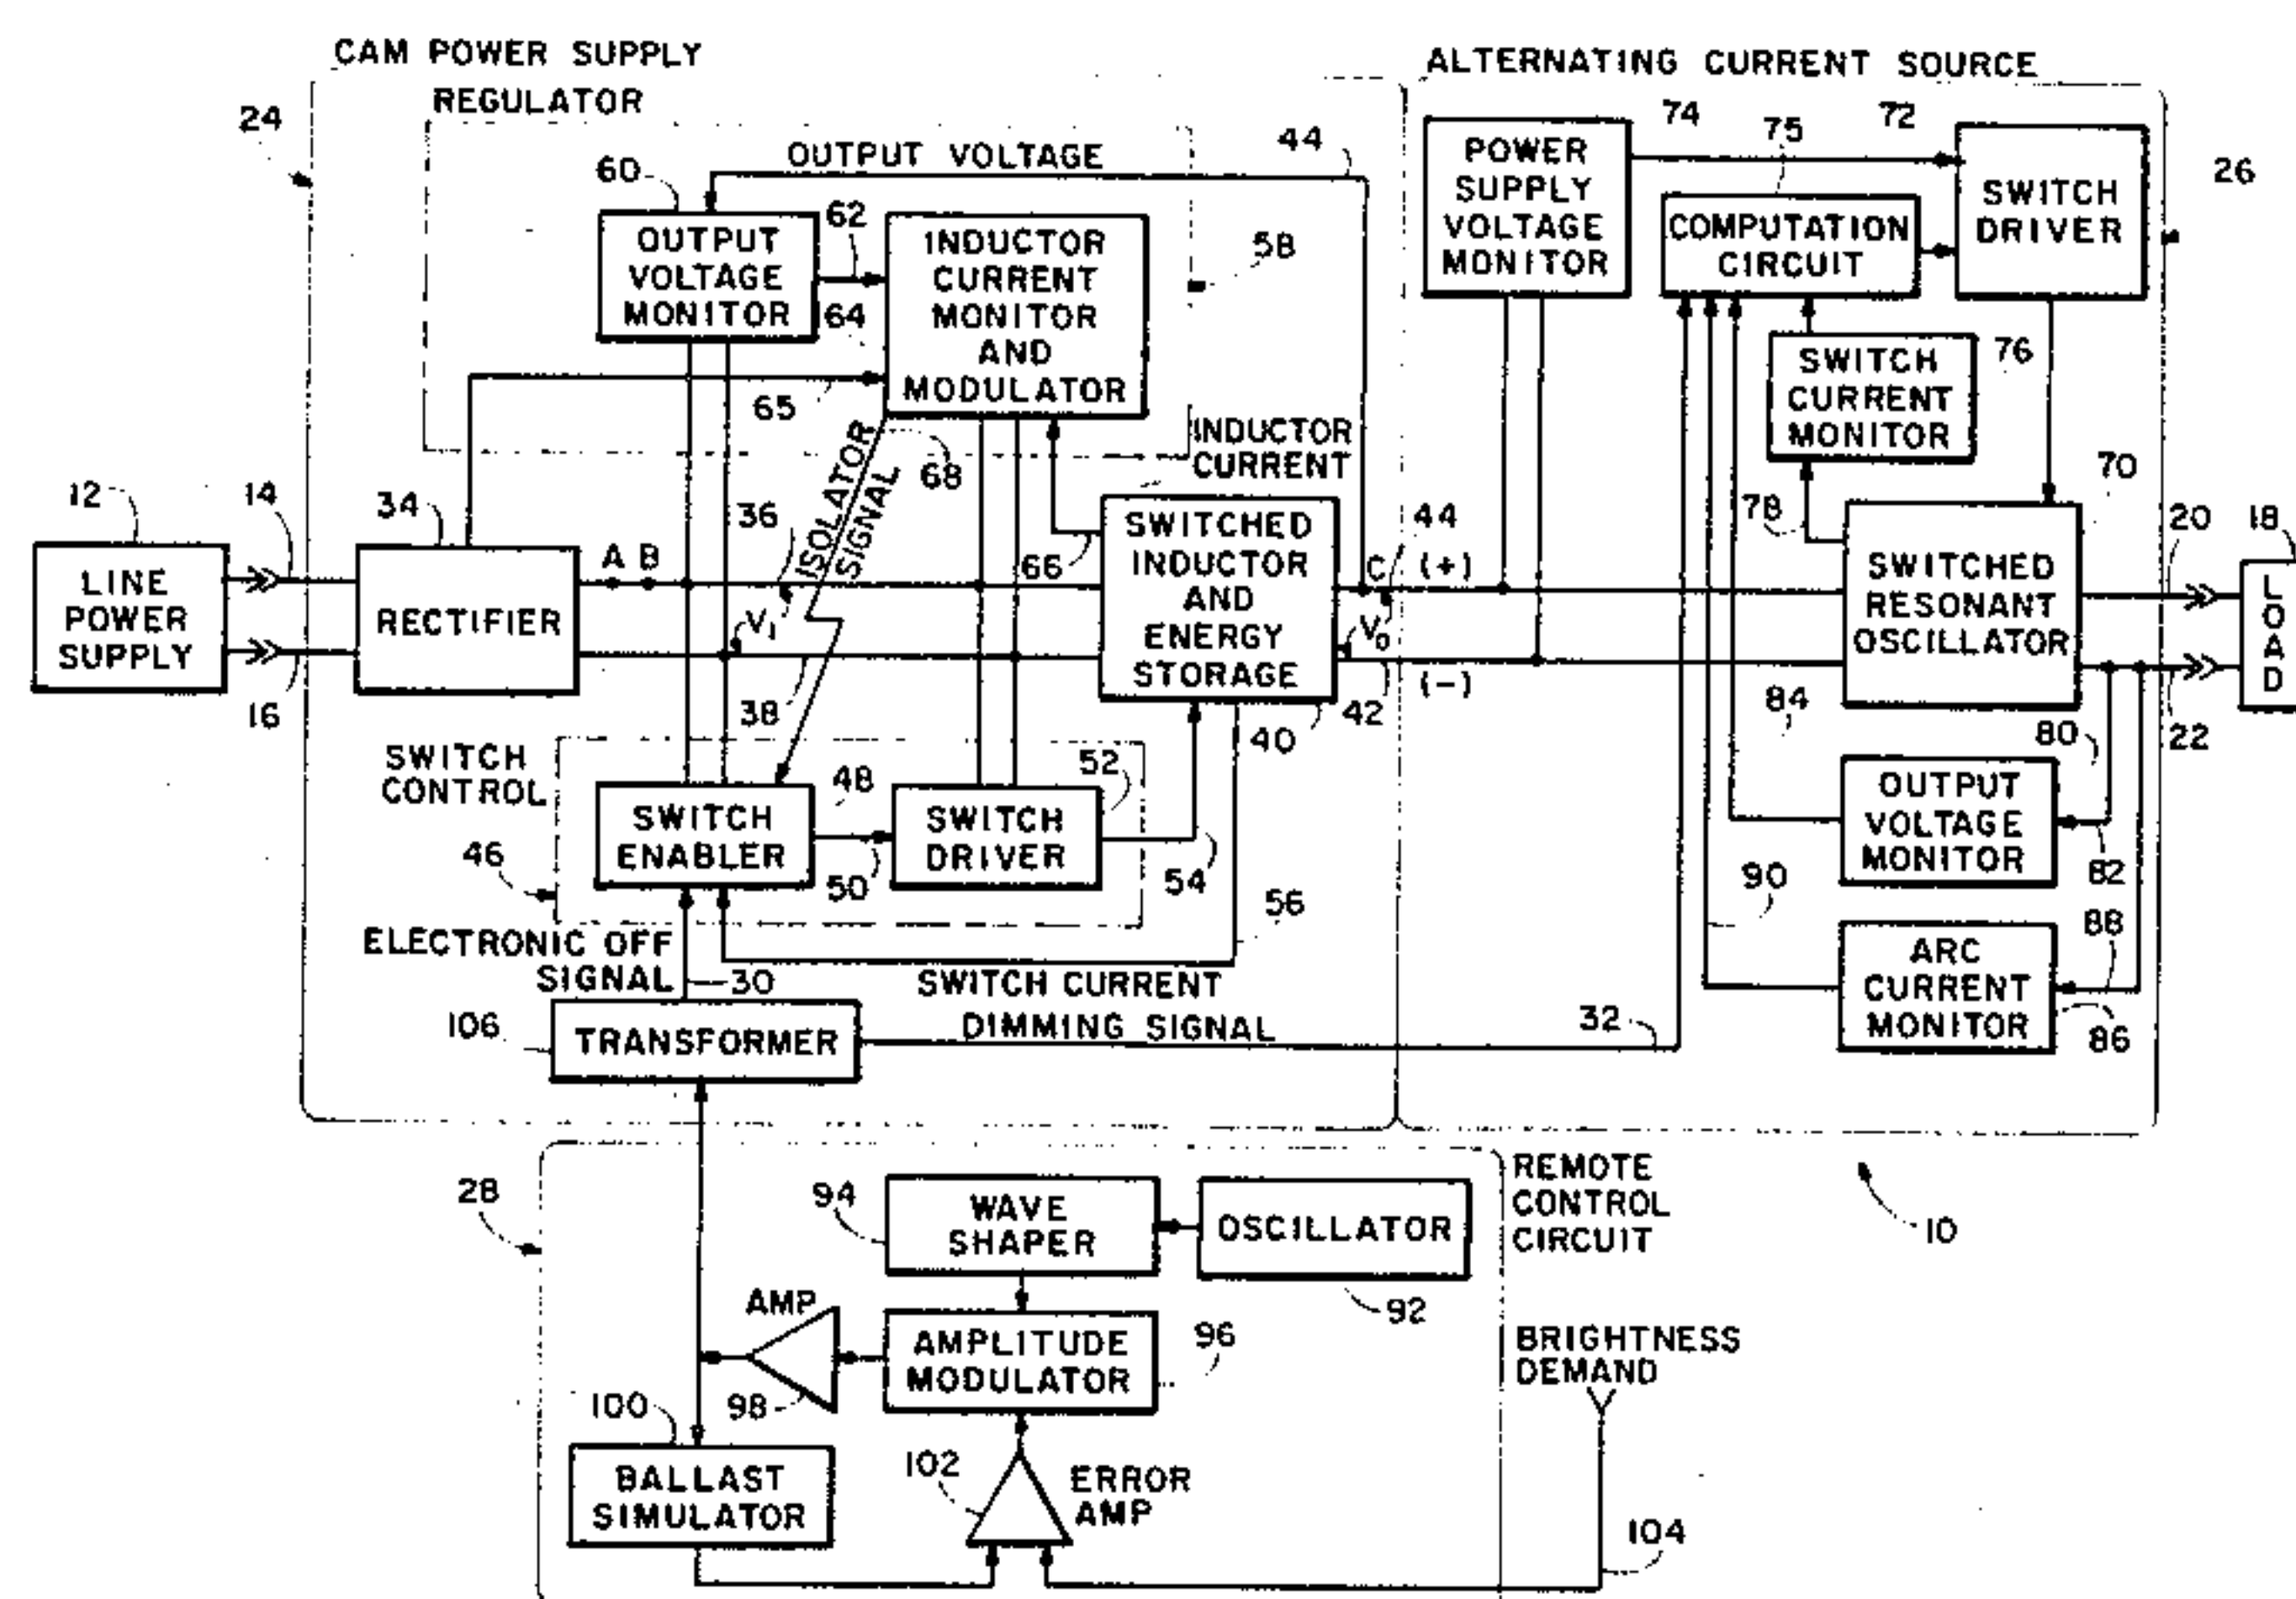 CAM POWER SUPPLY
REGULATOR
24
60
OUTPUT VOLTAGE
44
OUTPUT
VOLTAGE
MONITOR
62
64
65
INDUCTOR
CURRENT
MONITOR
AND
MODULATOR
58
INDUCTOR
CURRENT
ISOLATOR
SIGNAL
68
12
14
LINE
POWER
SUPPLY
16
34
RECTIFIER
A B
36
V1
38
66
SWITCHED
INDUCTOR
AND
ENERGY
STORAGE
40
42
44
C (+)
V0
(-)
SWITCH
CONTROL
46
SWITCH
ENABLER
48
50
SWITCH
DRIVER
52
54
56
ELECTRONIC OFF
SIGNAL
30
SWITCH CURRENT
106
TRANSFORMER
DIMMING SIGNAL
32
ALTERNATING CURRENT SOURCE
POWER
SUPPLY
VOLTAGE
MONITOR
74
75
72
COMPUTATION
CIRCUIT
SWITCH
DRIVER
26
SWITCH
CURRENT
MONITOR
76
78
70
SWITCHED
RESONANT
OSCILLATOR
20
18
LOAD
22
84
80
OUTPUT
VOLTAGE
MONITOR
82
90
88
ARC
CURRENT
MONITOR
86
10
28
REMOTE
CONTROL
CIRCUIT
94
WAVE
SHAPER
OSCILLATOR
92
AMP
98
AMPLITUDE
MODULATOR
96
BRIGHTNESS
DEMAND
100
BALLAST
SIMULATOR
102
ERROR
AMP
104